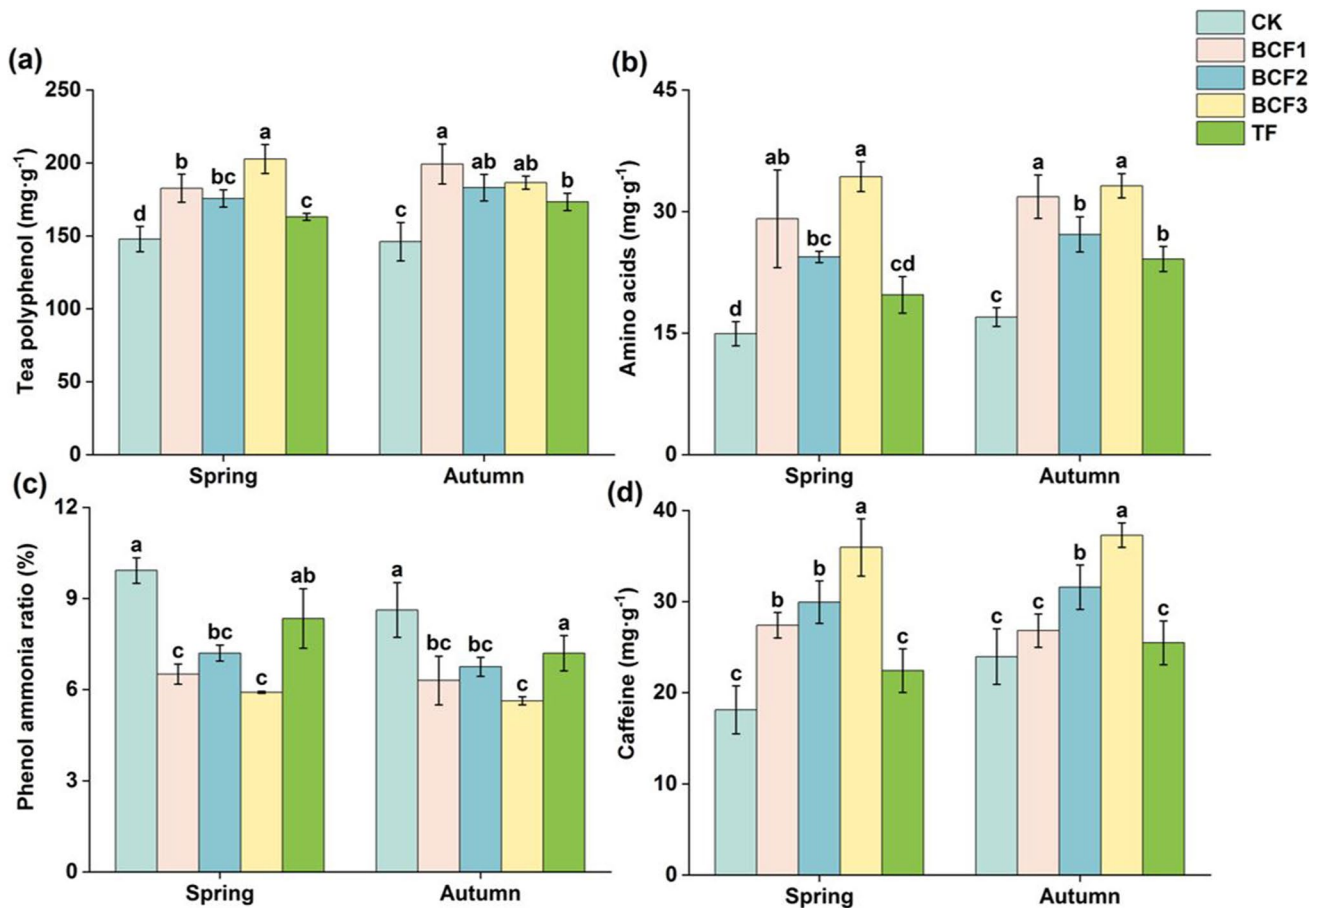 CK
BCF1
BCF2
BCF3
TF
(a)
Tea polyphenol (mg·g⁻¹)
250
200
150
100
50
0
d
b
bc
a
c
c
a
ab
ab
b
Spring
Autumn
(b)
Amino acids (mg·g⁻¹)
45
30
15
0
d
ab
bc
a
cd
c
a
b
a
b
Spring
Autumn
(c)
Phenol ammonia ratio (%)
12
9
6
3
0
a
c
bc
c
ab
a
bc
bc
c
a
Spring
Autumn
(d)
Caffeine (mg·g⁻¹)
40
30
20
10
0
c
b
b
a
c
c
c
b
a
c
Spring
Autumn